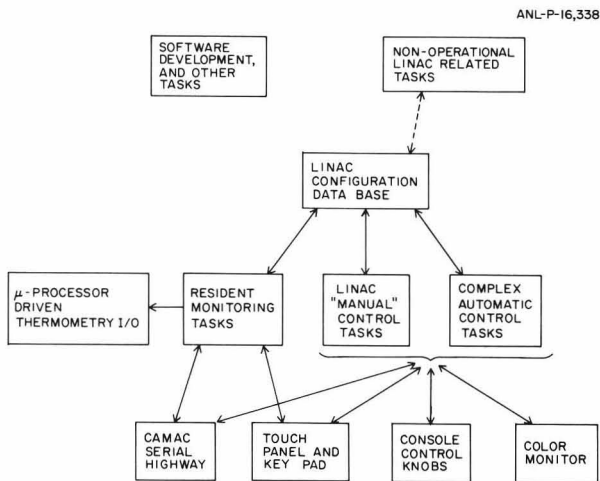 ANL-P-16,338
SOFTWARE
DEVELOPMENT,
AND OTHER
TASKS
NON-OPERATIONAL
LINAC RELATED
TASKS
LINAC
CONFIGURATION
DATA BASE
μ-PROCESSOR
DRIVEN
THERMOMETRY I/O
RESIDENT
MONITORING
TASKS
LINAC
"MANUAL"
CONTROL
TASKS
COMPLEX
AUTOMATIC
CONTROL
TASKS
CAMAC
SERIAL
HIGHWAY
TOUCH
PANEL AND
KEY PAD
CONSOLE
CONTROL
KNOBS
COLOR
MONITOR